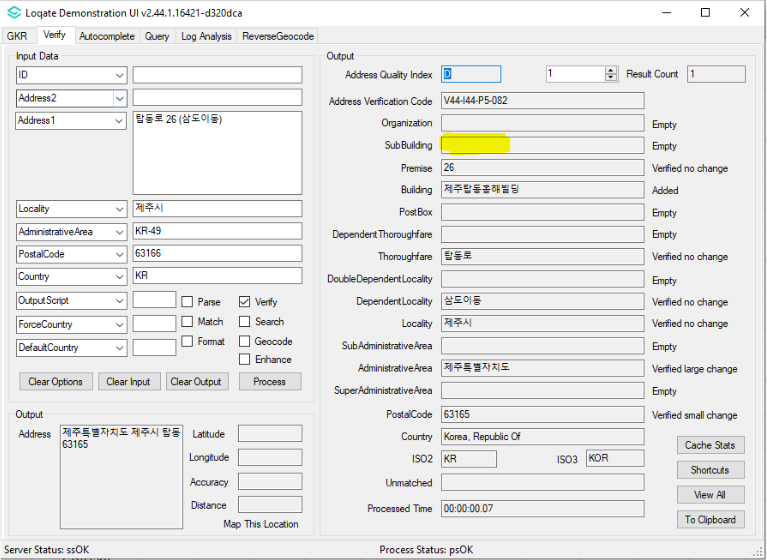 Loqate Demonstration UI v2.44.1.16421-d320dca
GKR Verify Autocomplete Query Log Analysis ReverseGeocode
Input Data
ID
Address2
Address1 탑동로 26 (삼도이동)
Locality 제주시
AdministrativeArea KR-49
PostalCode 63166
Country KR
OutputScript Parse Verify
ForceCountry Match Search
DefaultCountry Format Geocode
Enhance
Clear Options Clear Input Clear Output Process
Output
Address 제주특별자치도 제주시 탑동
63165
Latitude
Longitude
Accuracy
Distance
Map This Location
Output
Address Quality Index D 1 Result Count 1
Address Verification Code V44-I44-P5-082
Organization Empty
SubBuilding Empty
Premise 26 Verified no change
Building 제주탑동홍해빌딩 Added
PostBox Empty
DependentThoroughfare Empty
Thoroughfare 탑동로 Verified no change
DoubleDependentLocality Empty
DependentLocality 삼도이동 Verified no change
Locality 제주시 Verified no change
SubAdministrativeArea Empty
AdministrativeArea 제주특별자치도 Verified large change
SuperAdministrativeArea Empty
PostalCode 63165 Verified small change
Country Korea, Republic Of
ISO2 KR ISO3 KOR
Unmatched
Processed Time 00:00:00.07
Cache Stats
Shortcuts
View All
To Clipboard
Server Status: ssOK Process Status: psOK